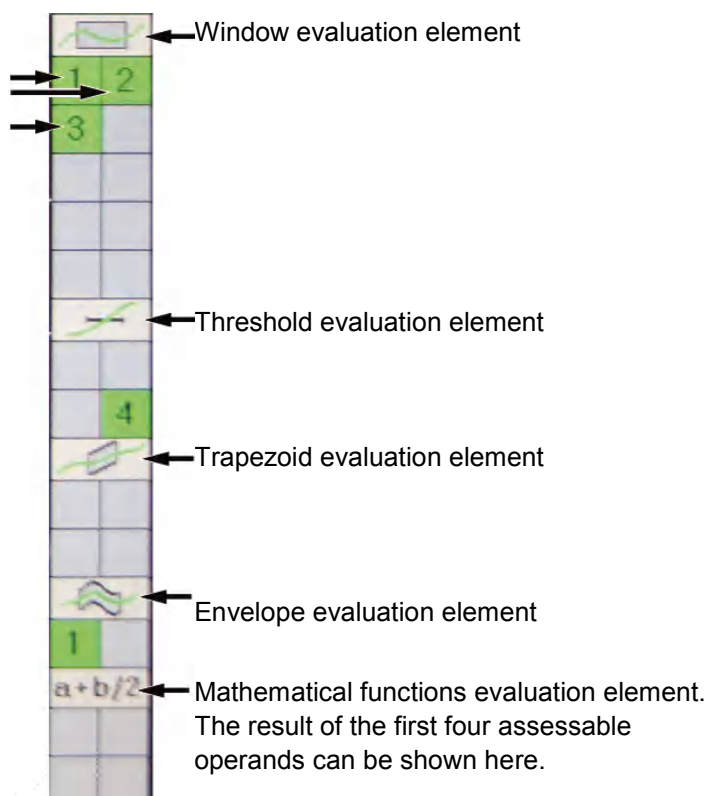 Window evaluation element
1 2
3
Threshold evaluation element
4
Trapezoid evaluation element
Envelope evaluation element
1
a+b/2
Mathematical functions evaluation element.
The result of the first four assessable
operands can be shown here.